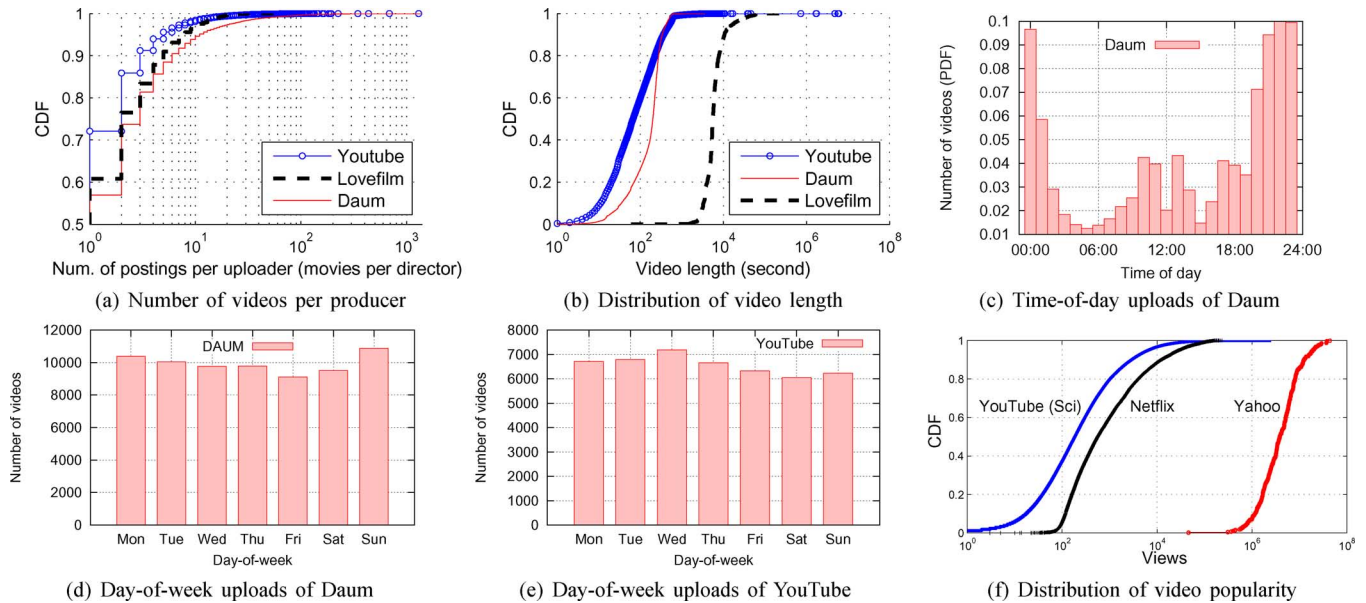 1
0.9
0.8
0.7
0.6
0.5
CDF
Youtube
Lovefilm
Daum
10^0
10^1
10^2
10^3
Num. of postings per uploader (movies per director)
(a) Number of videos per producer
1
0.8
0.6
0.4
0.2
0
CDF
Youtube
Daum
Lovefilm
10^0
10^2
10^4
10^6
10^8
Video length (second)
(b) Distribution of video length
0.1
0.09
0.08
0.07
0.06
0.05
0.04
0.03
0.02
0.01
Number of videos (PDF)
Daum
00:00
06:00
12:00
18:00
24:00
Time of day
(c) Time-of-day uploads of Daum
12000
10000
8000
6000
4000
2000
0
Number of videos
DAUM
Mon
Tue
Wed
Thu
Fri
Sat
Sun
Day-of-week
(d) Day-of-week uploads of Daum
8000
7000
6000
5000
4000
3000
2000
1000
0
Number of videos
YouTube
Mon
Tue
Wed
Thu
Fri
Sat
Sun
Day-of-week
(e) Day-of-week uploads of YouTube
1
0.8
0.6
0.4
0.2
0
CDF
YouTube (Sci)
Netflix
Yahoo
10^0
10^2
10^4
10^6
10^8
Views
(f) Distribution of video popularity